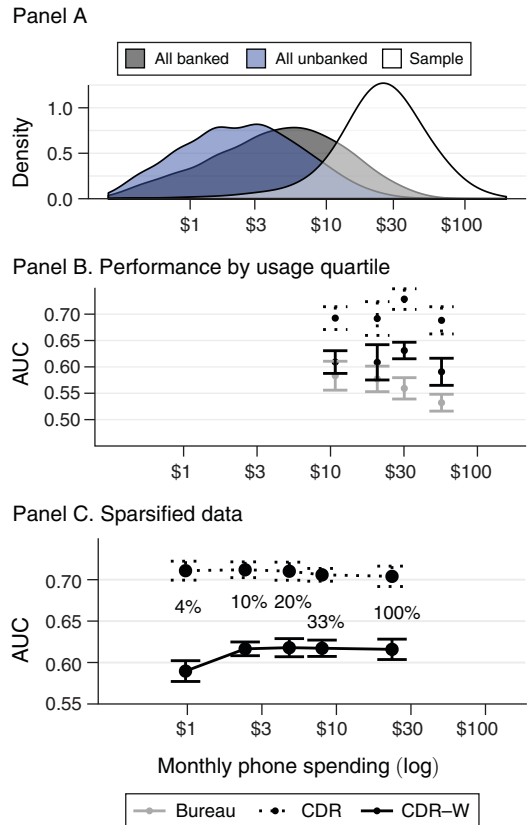 Panel A
All banked All unbanked Sample
Density
1.0
0.5
0.0
$1 $3 $10 $30 $100
Panel B. Performance by usage quartile
AUC
0.70
0.65
0.60
0.55
0.50
$1 $3 $10 $30 $100
Panel C. Sparsified data
AUC
0.70
0.65
0.60
0.55
4% 10% 20% 33% 100%
$1 $3 $10 $30 $100
Monthly phone spending (log)
Bureau CDR CDR–W